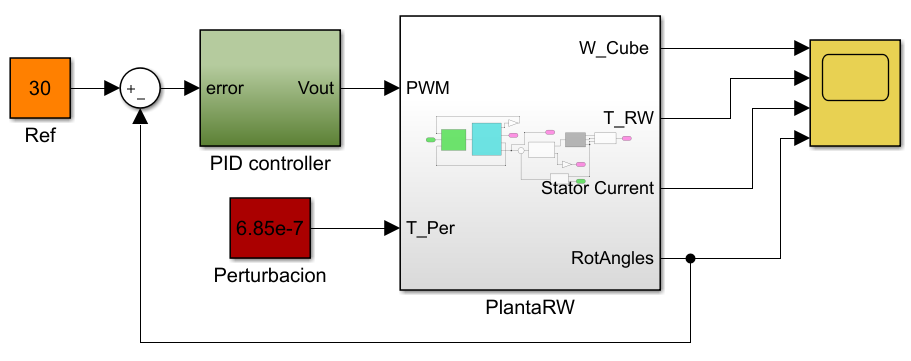 W_Cube
30
+
_
error
Vout
PWM
T_RW
Ref
PID controller
Stator Current
6.85e-7
T_Per
Perturbacion
RotAngles
PlantaRW